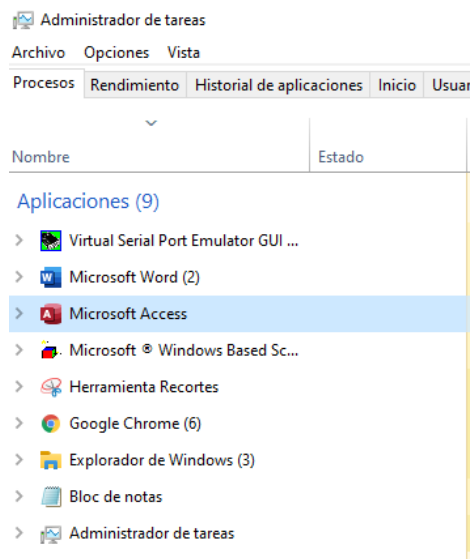 Administrador de tareas
Archivo Opciones Vista
Procesos Rendimiento Historial de aplicaciones Inicio Usuar
Nombre Estado
Aplicaciones (9)
Virtual Serial Port Emulator GUI ...
Microsoft Word (2)
Microsoft Access
Microsoft ® Windows Based Sc...
Herramienta Recortes
Google Chrome (6)
Explorador de Windows (3)
Bloc de notas
Administrador de tareas